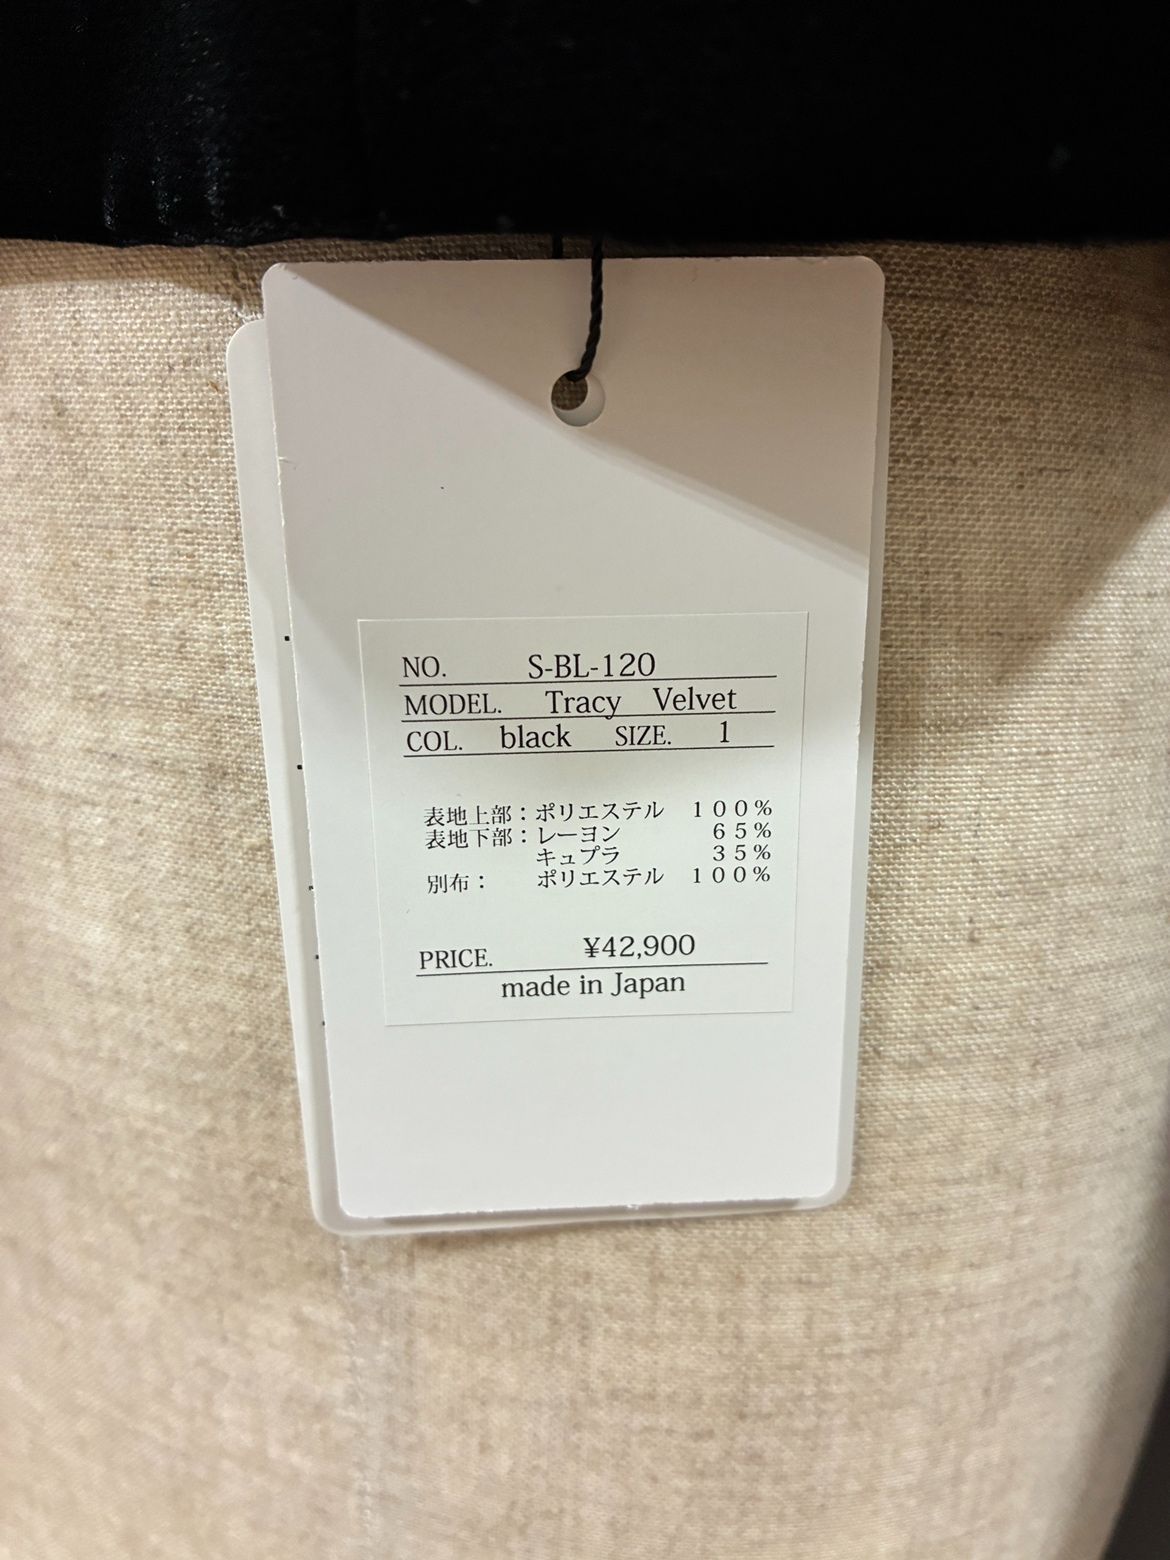 NO. S-BL-120
MODEL. Tracy Velvet
COL. black SIZE. 1
表地上部：ポリエステル １００％
表地下部：レーヨン ６５％
キュプラ ３５％
別布： ポリエステル １００％
PRICE. ¥42,900
made in Japan